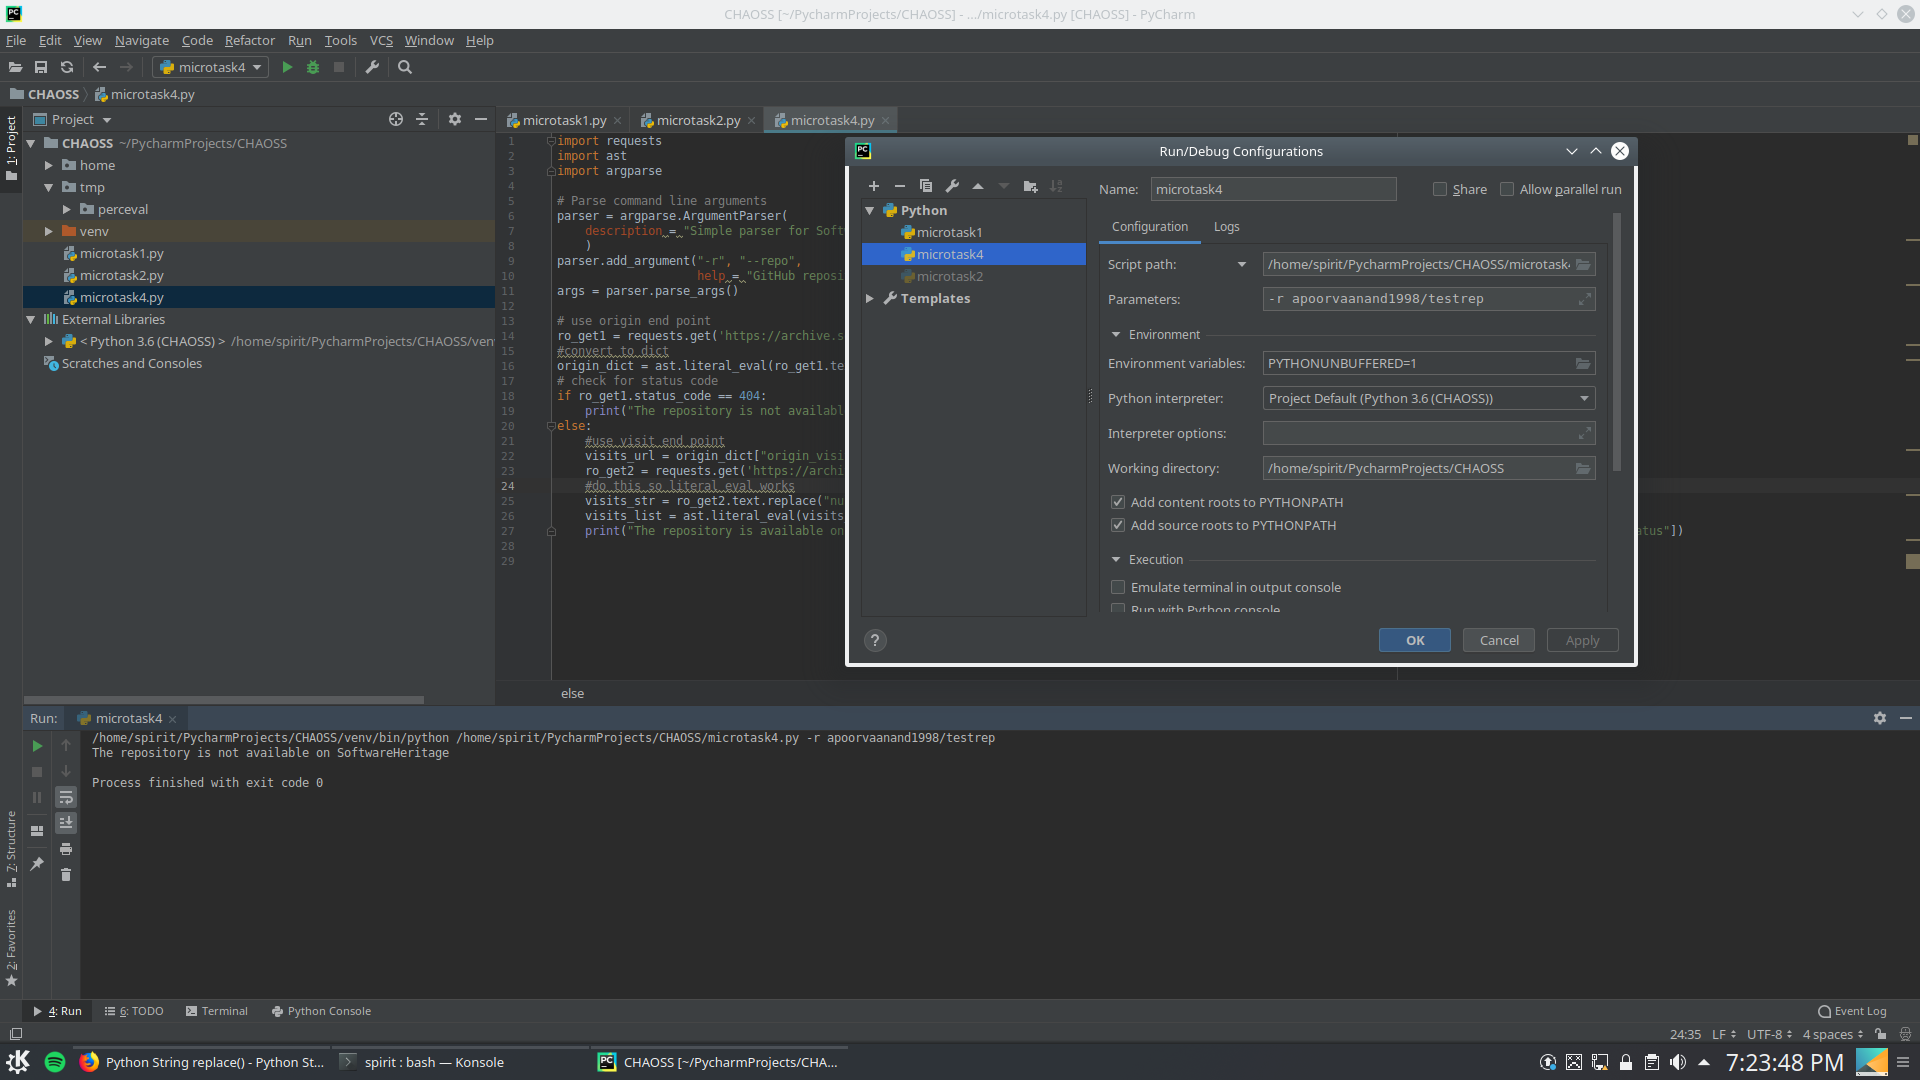 CHAOSS [~/PycharmProjects/CHAOSS] - .../microtask4.py [CHAOSS] - PyCharm
File Edit View Navigate Code Refactor Run Tools VCS Window Help
microtask4
CHAOSS microtask4.py
1: Project
Project
CHAOSS ~/PycharmProjects/CHAOSS
home
tmp
perceval
venv
microtask1.py
microtask2.py
microtask4.py
External Libraries
< Python 3.6 (CHAOSS) > /home/spirit/PycharmProjects/CHAOSS/ven
Scratches and Consoles
microtask1.py microtask2.py microtask4.py
1 import requests
2 import ast
3 import argparse
4
5 # Parse command line arguments
6 parser = argparse.ArgumentParser(
7 description = "Simple parser for Soft
8 )
9 parser.add_argument("-r", "--repo",
10 help = "GitHub reposi
11 args = parser.parse_args()
12
13 # use origin end point
14 ro_get1 = requests.get('https://archive.s
15 #convert to dict
16 origin_dict = ast.literal_eval(ro_get1.te
17 # check for status code
18 if ro_get1.status_code == 404:
19 print("The repository is not availabl
20 else:
21 #use visit end point
22 visits_url = origin_dict["origin_visi
23 ro_get2 = requests.get('https://archi
24 #do this so literal eval works
25 visits_str = ro_get2.text.replace("nu
26 visits_list = ast.literal_eval(visits
27 print("The repository is available on atus"])
28
29
else
PC Run/Debug Configurations
Name: microtask4 Share Allow parallel run
Python
microtask1
microtask4
microtask2
Templates
Configuration Logs
Script path: /home/spirit/PycharmProjects/CHAOSS/microtask
Parameters: -r apoorvaanand1998/testrep
Environment
Environment variables: PYTHONUNBUFFERED=1
Python interpreter: Project Default (Python 3.6 (CHAOSS))
Interpreter options:
Working directory: /home/spirit/PycharmProjects/CHAOSS
Add content roots to PYTHONPATH
Add source roots to PYTHONPATH
Execution
Emulate terminal in output console
Run with Python console
? OK Cancel Apply
Run: microtask4
/home/spirit/PycharmProjects/CHAOSS/venv/bin/python /home/spirit/PycharmProjects/CHAOSS/microtask4.py -r apoorvaanand1998/testrep
The repository is not available on SoftwareHeritage
Process finished with exit code 0
7: Structure
2: Favorites
4: Run 6: TODO Terminal Python Console Event Log
24:35 LF UTF-8 4 spaces
Python String replace() - Python St... spirit : bash — Konsole PC CHAOSS [~/PycharmProjects/CHA... 7:23:48 PM